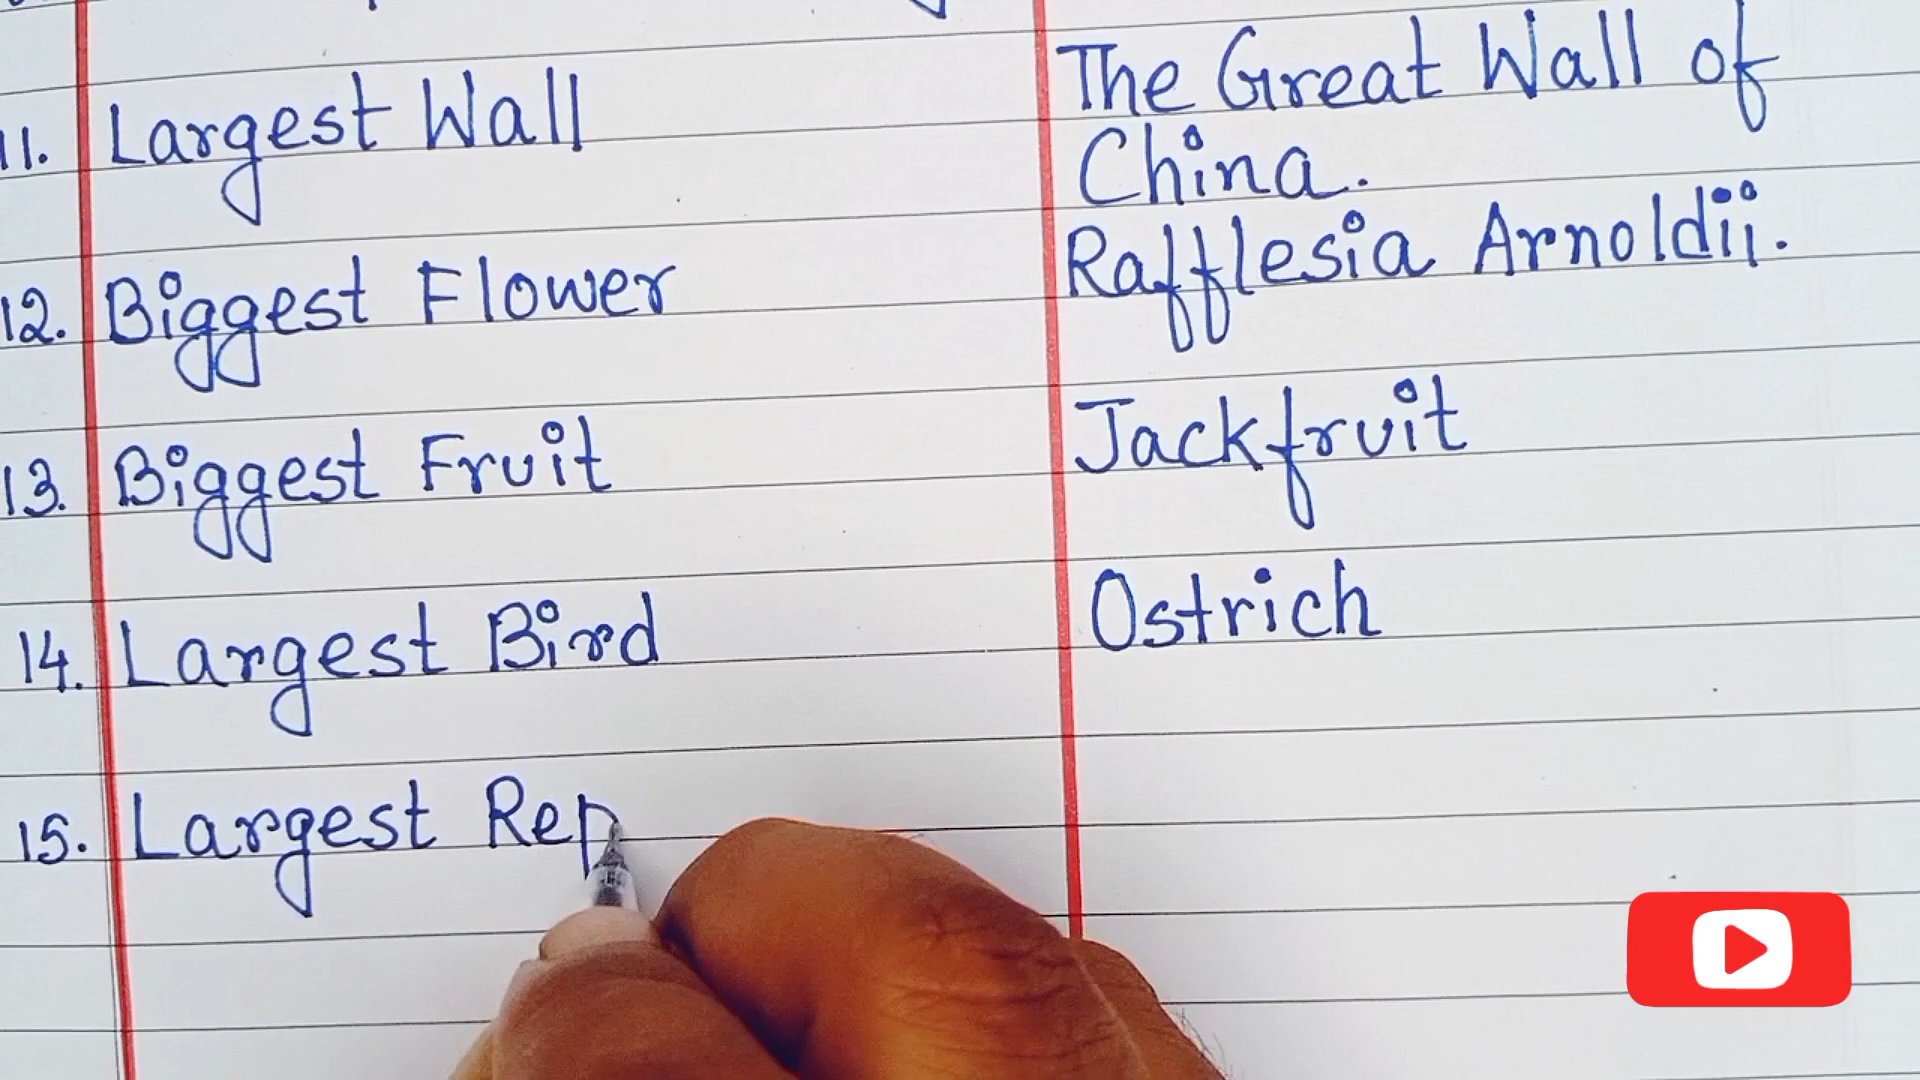 11. Largest Wall The Great Wall of
China.
12. Biggest Flower Rafflesia Arnoldii.
13. Biggest Fruit Jackfruit
14. Largest Bird Ostrich
15. Largest Rep